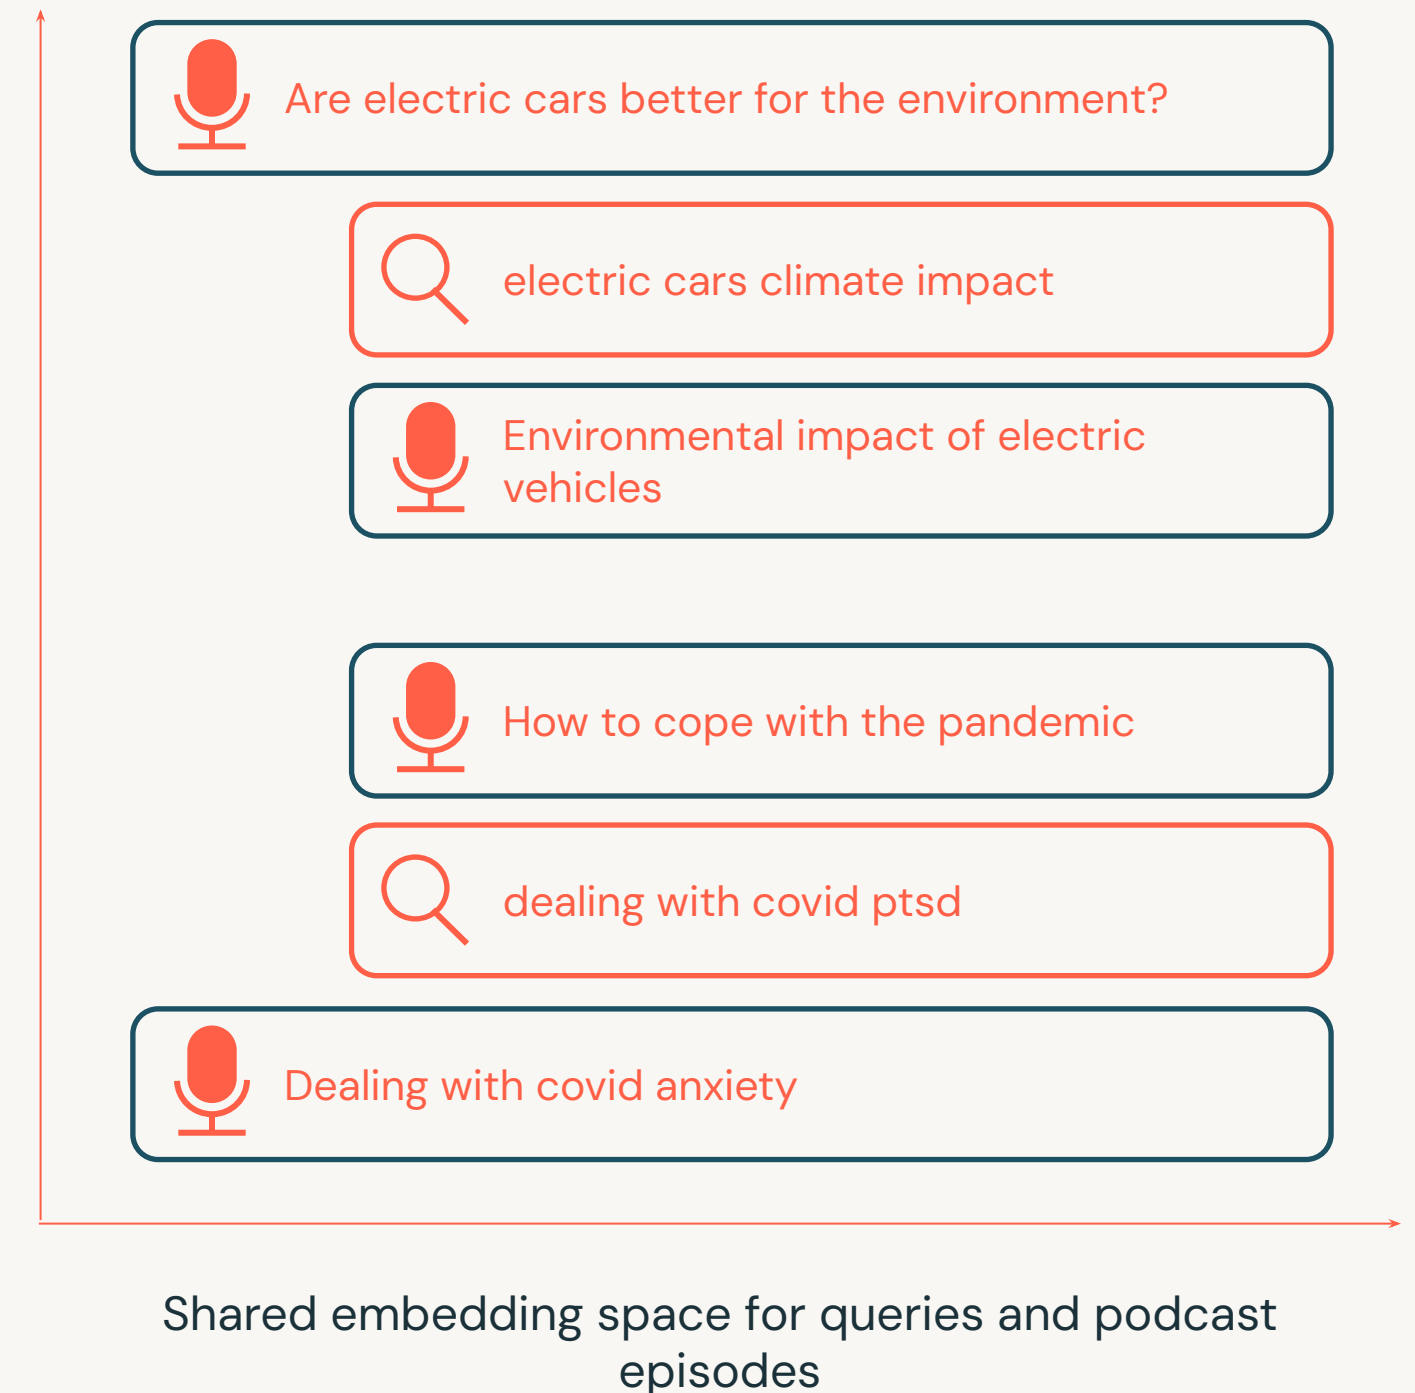 Are electric cars better for the environment?
electric cars climate impact
Environmental impact of electric
vehicles
How to cope with the pandemic
dealing with covid ptsd
Dealing with covid anxiety
Shared embedding space for queries and podcast
episodes